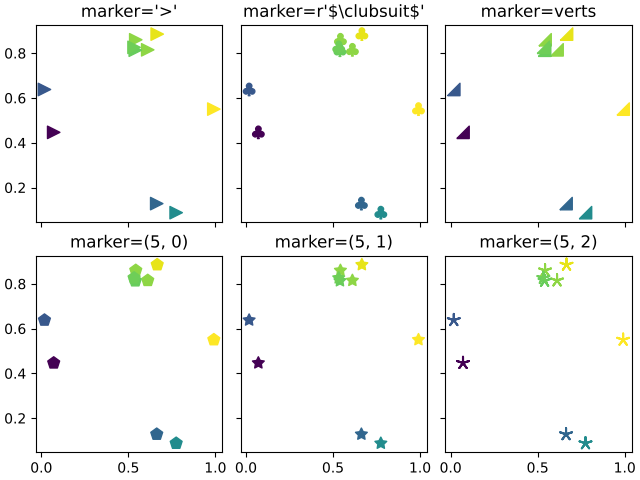 marker='>'
marker=r'$\clubsuit$'
marker=verts
0.8
0.6
0.4
0.2
marker=(5, 0)
marker=(5, 1)
marker=(5, 2)
0.8
0.6
0.4
0.2
0.0 0.5 1.0
0.0 0.5 1.0
0.0 0.5 1.0